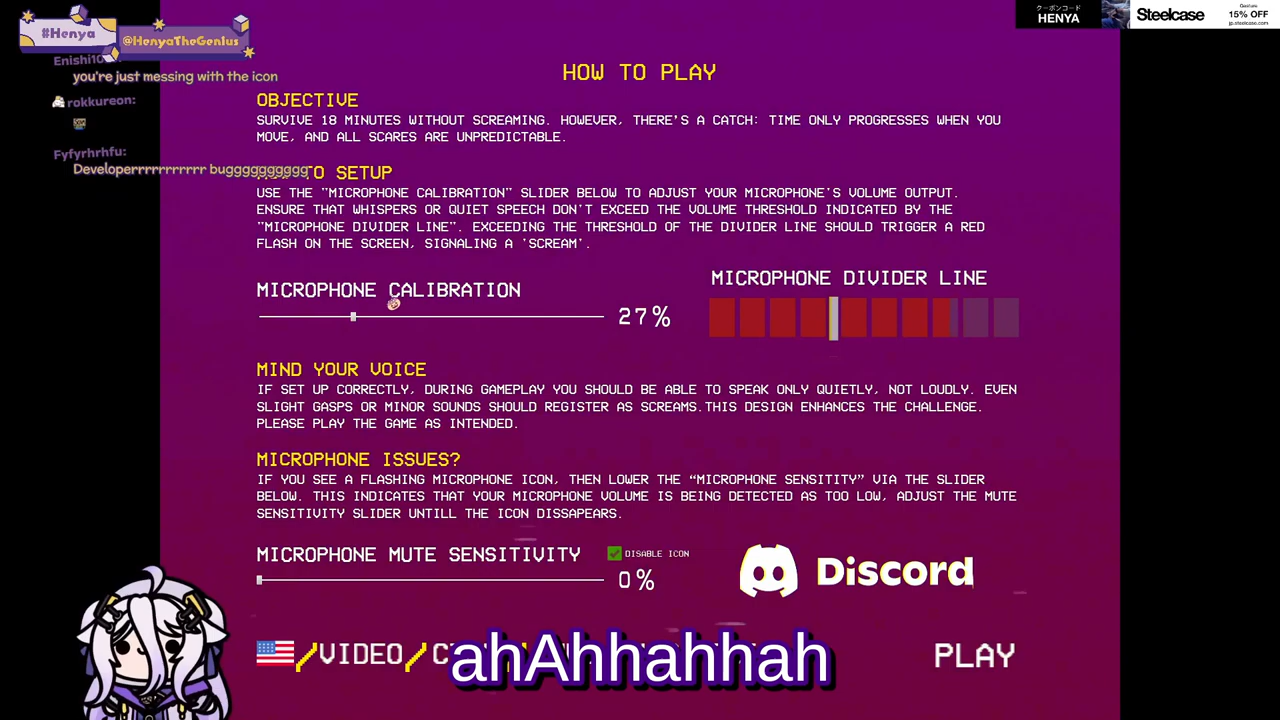 #Henya
@HenyaTheGenius
you're just messing with the icon
rokkureon:
Fyfyrhrhfu:
Developerrrrrrrrrrr bugggggggggg
クーポンコード
HENYA
Steelcase
Gesture
15% OFF
jp.steelcase.com
HOW TO PLAY
OBJECTIVE
SURVIVE 18 MINUTES WITHOUT SCREAMING. HOWEVER, THERE'S A CATCH: TIME ONLY PROGRESSES WHEN YOU
MOVE, AND ALL SCARES ARE UNPREDICTABLE.
TO SETUP
USE THE "MICROPHONE CALIBRATION" SLIDER BELOW TO ADJUST YOUR MICROPHONE'S VOLUME OUTPUT.
ENSURE THAT WHISPERS OR QUIET SPEECH DON'T EXCEED THE VOLUME THRESHOLD INDICATED BY THE
"MICROPHONE DIVIDER LINE". EXCEEDING THE THRESHOLD OF THE DIVIDER LINE SHOULD TRIGGER A RED
FLASH ON THE SCREEN, SIGNALING A 'SCREAM'.
MICROPHONE CALIBRATION
27%
MICROPHONE DIVIDER LINE
MIND YOUR VOICE
IF SET UP CORRECTLY, DURING GAMEPLAY YOU SHOULD BE ABLE TO SPEAK ONLY QUIETLY, NOT LOUDLY. EVEN
SLIGHT GASPS OR MINOR SOUNDS SHOULD REGISTER AS SCREAMS.THIS DESIGN ENHANCES THE CHALLENGE.
PLEASE PLAY THE GAME AS INTENDED.
MICROPHONE ISSUES?
IF YOU SEE A FLASHING MICROPHONE ICON, THEN LOWER THE “MICROPHONE SENSITITY” VIA THE SLIDER
BELOW. THIS INDICATES THAT YOUR MICROPHONE VOLUME IS BEING DETECTED AS TOO LOW, ADJUST THE MUTE
SENSITIVITY SLIDER UNTILL THE ICON DISSAPEARS.
MICROPHONE MUTE SENSITIVITY
DISABLE ICON
0%
Discord
/VIDEO/
ahAhhahhah
PLAY